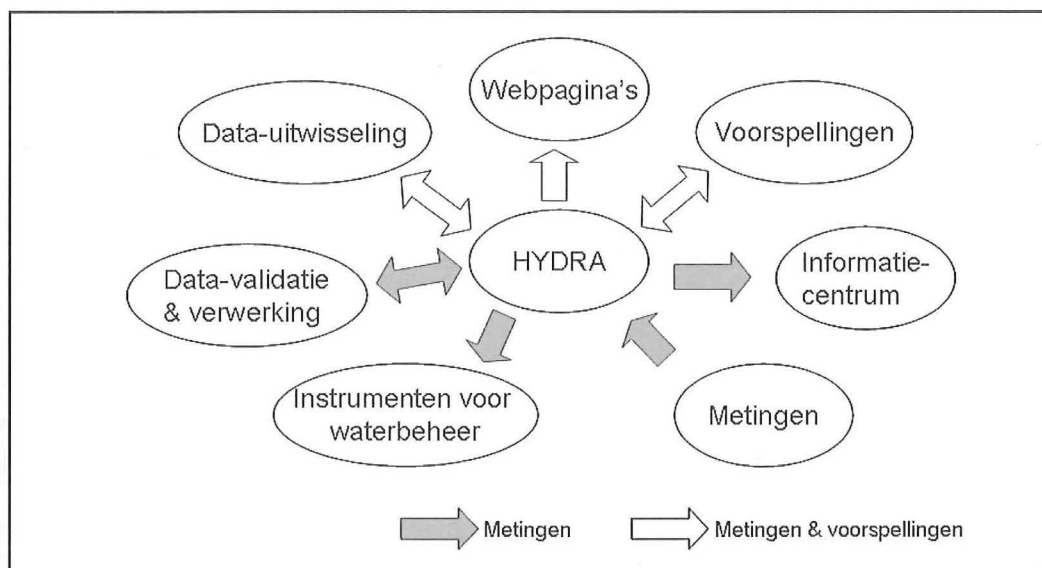 Webpagina's
Data-uitwisseling
Voorspellingen
HYDRA
Data-validatie
& verwerking
Informatie-
centrum
Instrumenten voor
waterbeheer
Metingen
Metingen
Metingen & voorspellingen